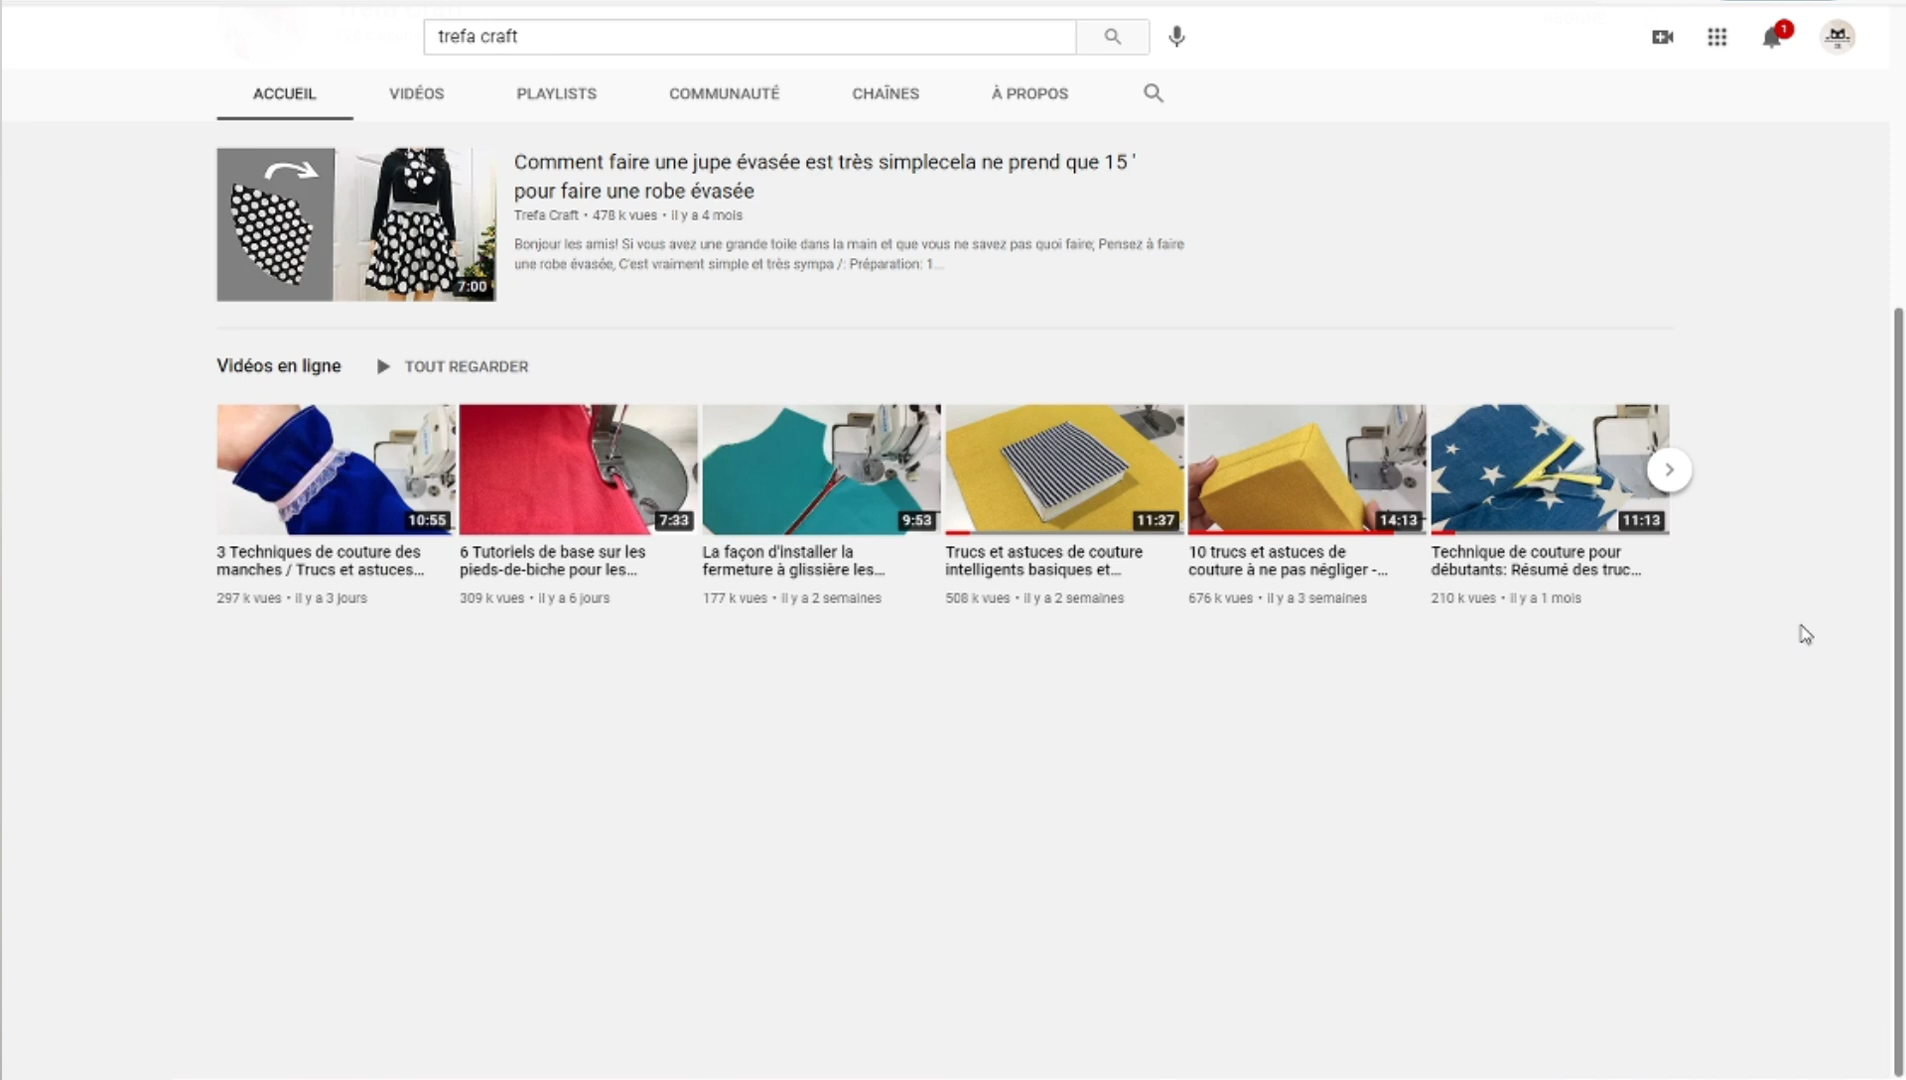 trefa craft
1
ACCUEIL
VIDÉOS
PLAYLISTS
COMMUNAUTÉ
CHAÎNES
À PROPOS
Comment faire une jupe évasée est très simplecela ne prend que 15 '
pour faire une robe évasée
Trefa Craft • 478 k vues • il y a 4 mois
Bonjour les amis! Si vous avez une grande toile dans la main et que vous ne savez pas quoi faire; Pensez à faire
une robe évasée, C'est vraiment simple et très sympa /: Préparation: 1...
7:00
Vidéos en ligne
TOUT REGARDER
10:55
7:33
9:53
11:37
14:13
11:13
3 Techniques de couture des
manches / Trucs et astuces...
297 k vues • il y a 3 jours
6 Tutoriels de base sur les
pieds-de-biche pour les...
309 k vues • il y a 6 jours
La façon d'installer la
fermeture à glissière les...
177 k vues • il y a 2 semaines
Trucs et astuces de couture
intelligents basiques et...
508 k vues • il y a 2 semaines
10 trucs et astuces de
couture à ne pas négliger -...
676 k vues • il y a 3 semaines
Technique de couture pour
débutants: Résumé des truc...
210 k vues • il y a 1 mois